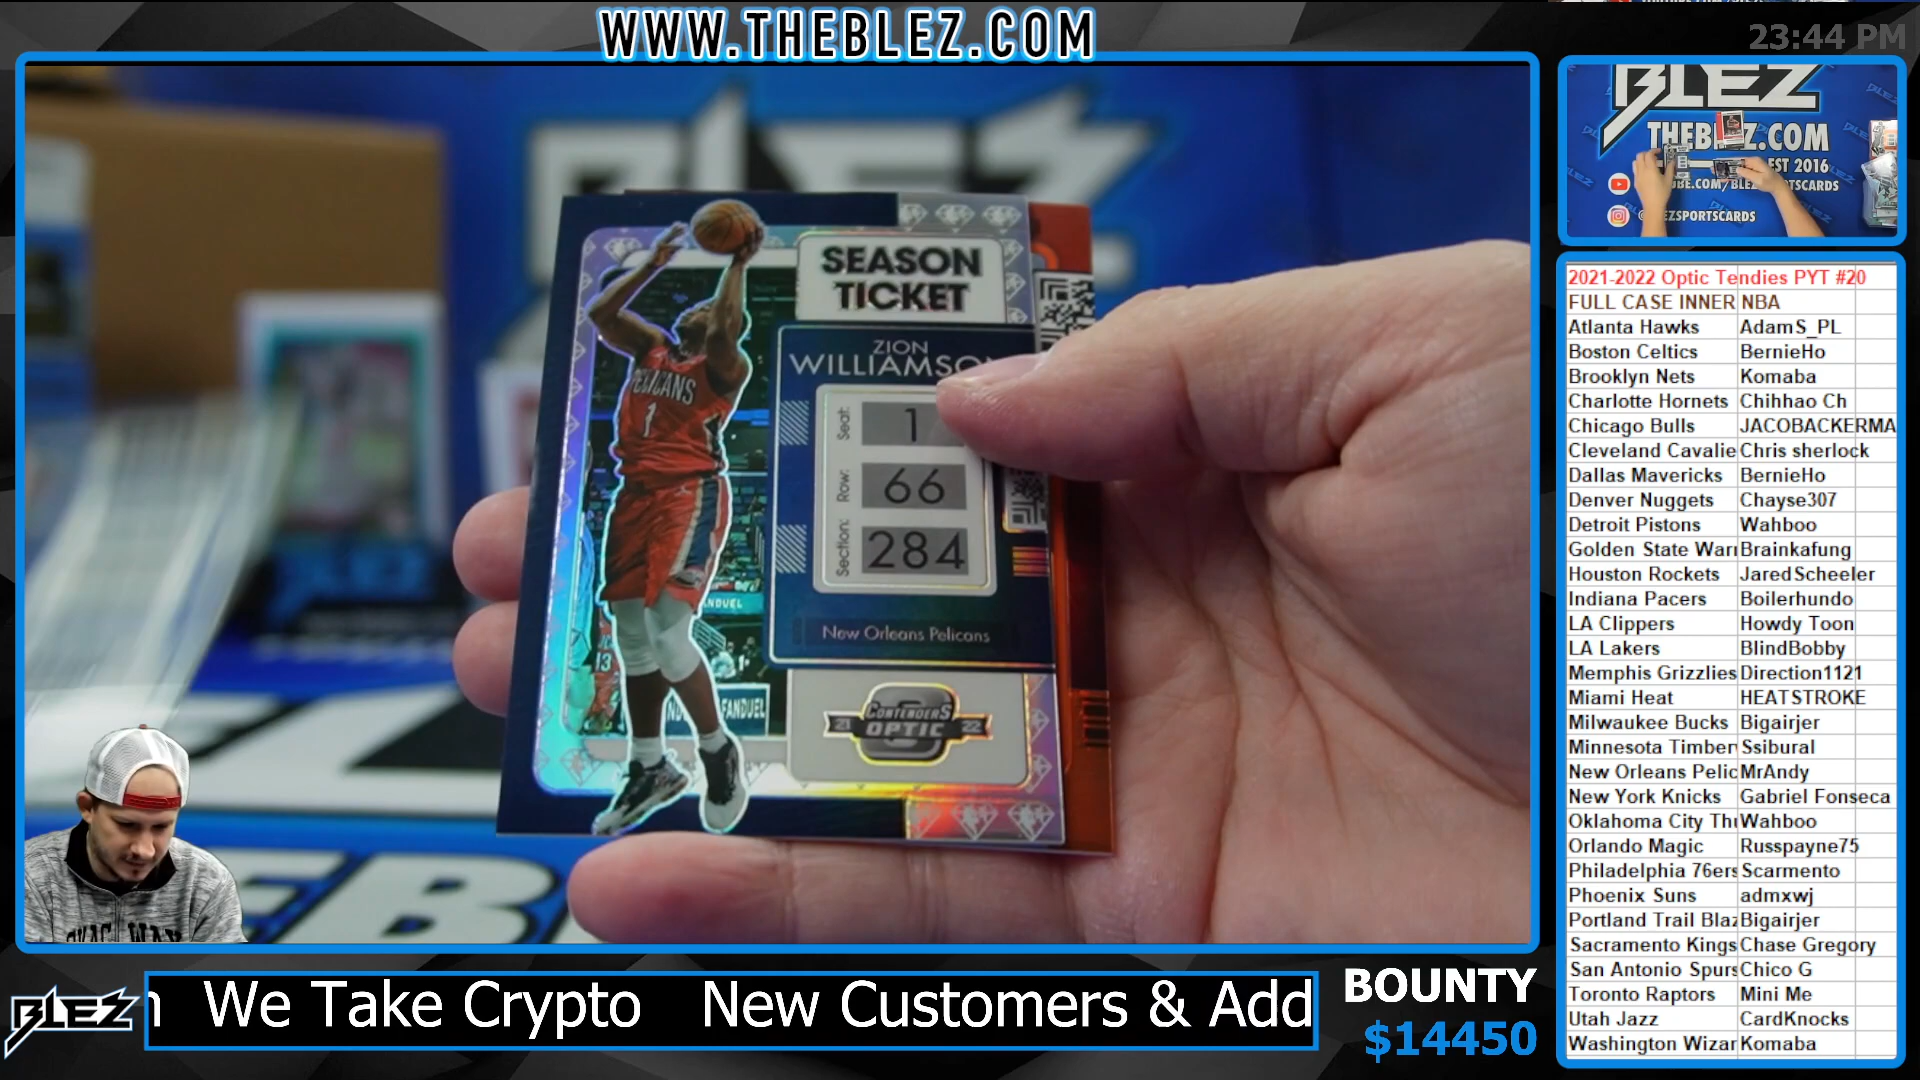 WWW.THEBLEZ.COM
23:44 PM
BLEZ
THEB Z.COM
EST 2016
SEASON
TICKET
ZION
WILLIAMSO
PELICANS
1
Seat:
1
Row:
66
Section:
284
New Orleans Pelicans
FANDUEL
21 CONTENDERS 22
OPTIC
2021-2022 Optic Tendies PYT #20
FULL CASE INNER NBA
Atlanta Hawks AdamS_PL
Boston Celtics BernieHo
Brooklyn Nets Komaba
Charlotte Hornets Chihhao Ch
Chicago Bulls JACOBACKERMA
Cleveland Cavalie Chris sherlock
Dallas Mavericks BernieHo
Denver Nuggets Chayse307
Detroit Pistons Wahboo
Golden State Warr Brainkafung
Houston Rockets JaredScheeler
Indiana Pacers Boilerhundo
LA Clippers Howdy Toon
LA Lakers BlindBobby
Memphis Grizzlies Direction1121
Miami Heat HEATSTROKE
Milwaukee Bucks Bigairjer
Minnesota Timber Ssibural
New Orleans Pelic MrAndy
New York Knicks Gabriel Fonseca
Oklahoma City Thu Wahboo
Orlando Magic Russpayne75
Philadelphia 76ers Scarmento
Phoenix Suns admxwj
Portland Trail Blaz Bigairjer
Sacramento Kings Chase Gregory
San Antonio Spurs Chico G
Toronto Raptors Mini Me
Utah Jazz CardKnocks
Washington Wizar Komaba
BLEZ
We Take Crypto New Customers & Add
BOUNTY
$14450